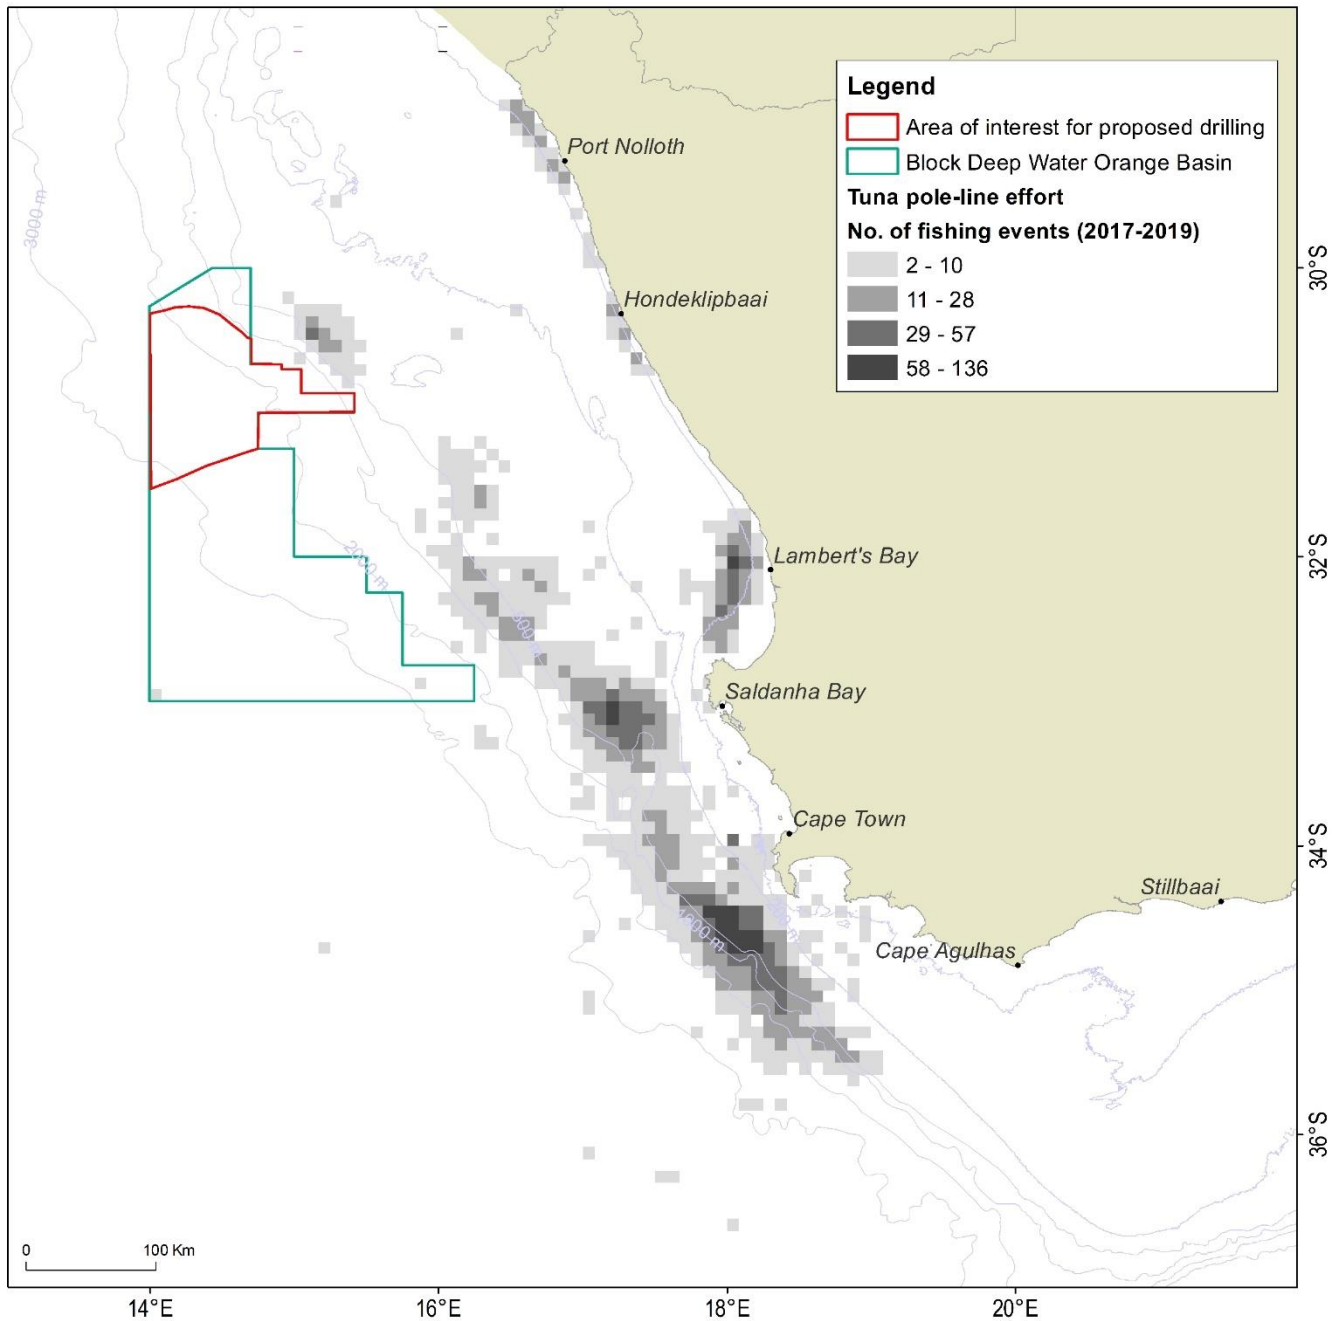 Legend
Area of interest for proposed drilling
Block Deep Water Orange Basin
Tuna pole-line effort
No. of fishing events (2017-2019)
2 - 10
11 - 28
29 - 57
58 - 136
Port Nolloth
3000 m
30°S
Hondeklipbaai
2000 m
500 m
Lambert's Bay
32°S
Saldanha Bay
Cape Town
34°S
Stillbaai
Cape Agulhas
36°S
0 100 Km
14°E 16°E 18°E 20°E